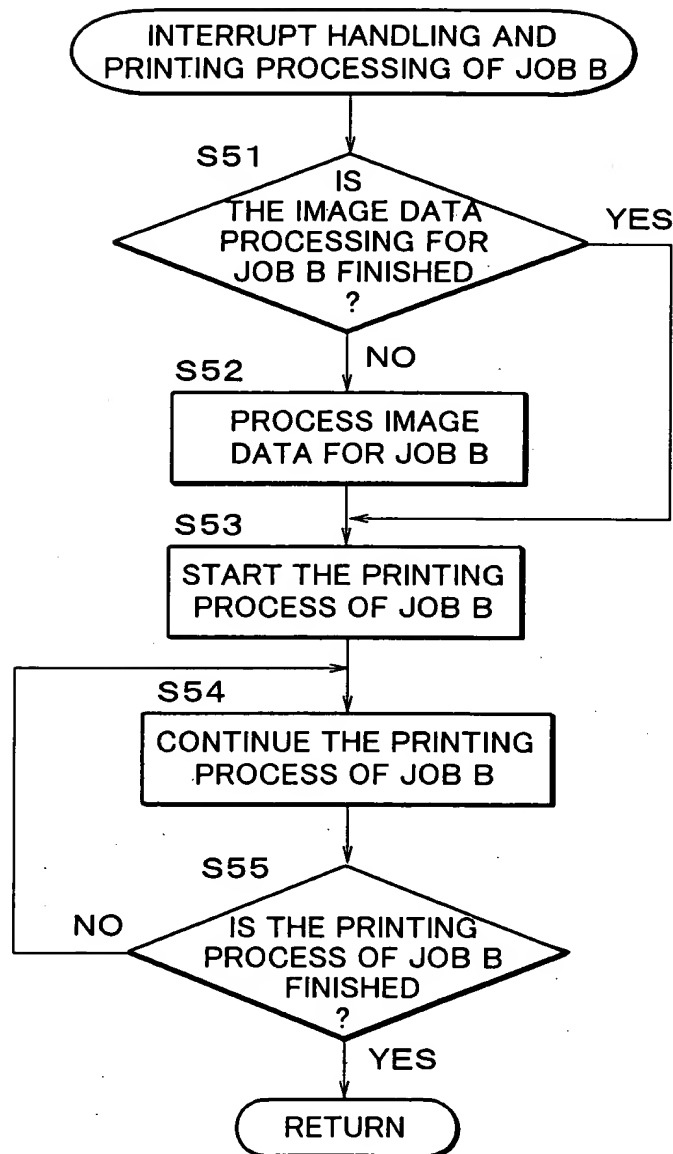 INTERRUPT HANDLING AND
PRINTING PROCESSING OF JOB B
S51
IS
THE IMAGE DATA
PROCESSING FOR
JOB B FINISHED
?
YES
NO
S52
PROCESS IMAGE
DATA FOR JOB B
S53
START THE PRINTING
PROCESS OF JOB B
S54
CONTINUE THE PRINTING
PROCESS OF JOB B
S55
NO
IS THE PRINTING
PROCESS OF JOB B
FINISHED
?
YES
RETURN